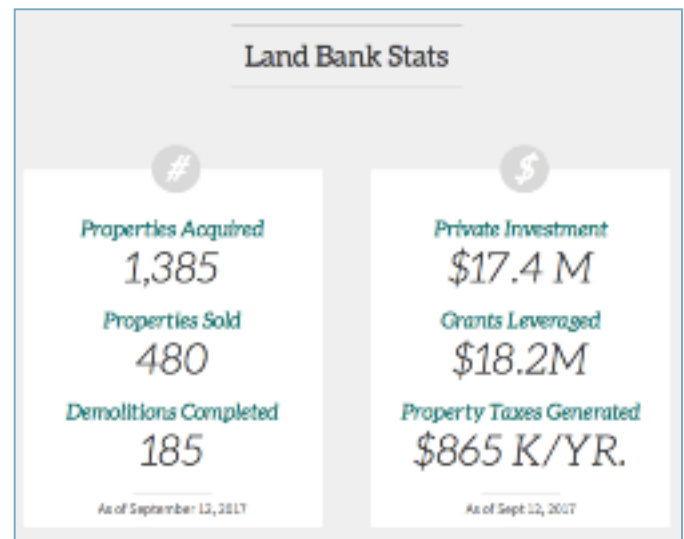 Land Bank Stats
#
Properties Acquired
1,385
Properties Sold
480
Demolitions Completed
185
As of September 12, 2017
$
Private Investment
$17.4 M
Grants Leveraged
$18.2M
Property Taxes Generated
$865 K/YR.
As of Sept 12, 2017